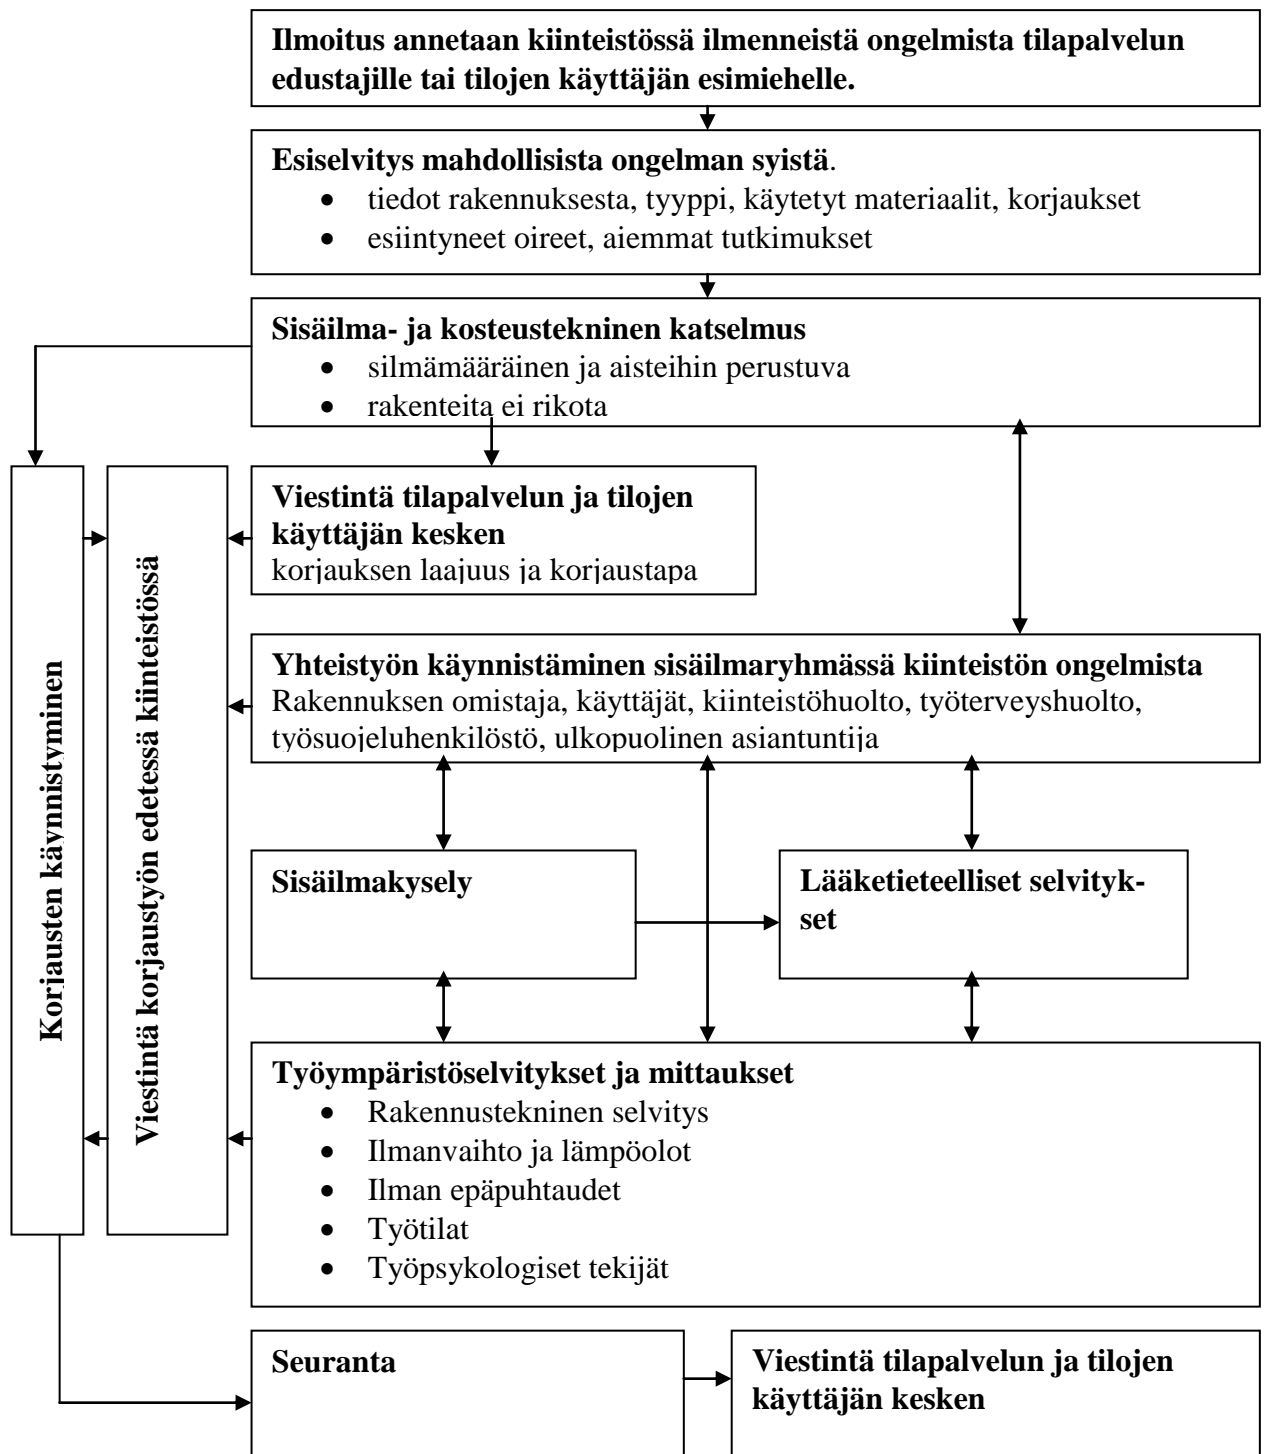 Ilmoitus annetaan kiinteistössä ilmenneistä ongelmista tilapalvelun
edustajille tai tilojen käyttäjän esimiehelle.
Esiselvitys mahdollisista ongelman syistä.
• tiedot rakennuksesta, tyyppi, käytetyt materiaalit, korjaukset
• esiintyneet oireet, aiemmat tutkimukset
Sisäilma- ja kosteustekninen katselmus
• silmämääräinen ja aisteihin perustuva
• rakenteita ei rikota
Korjausten käynnistyminen
Viestintä korjaustyön edetessä kiinteistössä
Viestintä tilapalvelun ja tilojen
käyttäjän kesken
korjauksen laajuus ja korjaustapa
Yhteistyön käynnistäminen sisäilmaryhmässä kiinteistön ongelmista
Rakennuksen omistaja, käyttäjät, kiinteistöhuolto, työterveyshuolto,
työsuojeluhenkilöstö, ulkopuolinen asiantuntija
Sisäilmakysely
Lääketieteelliset selvityk-
set
Työympäristöselvitykset ja mittaukset
• Rakennustekninen selvitys
• Ilmanvaihto ja lämpöolot
• Ilman epäpuhtaudet
• Työtilat
• Työpsykologiset tekijät
Seuranta
Viestintä tilapalvelun ja tilojen
käyttäjän kesken